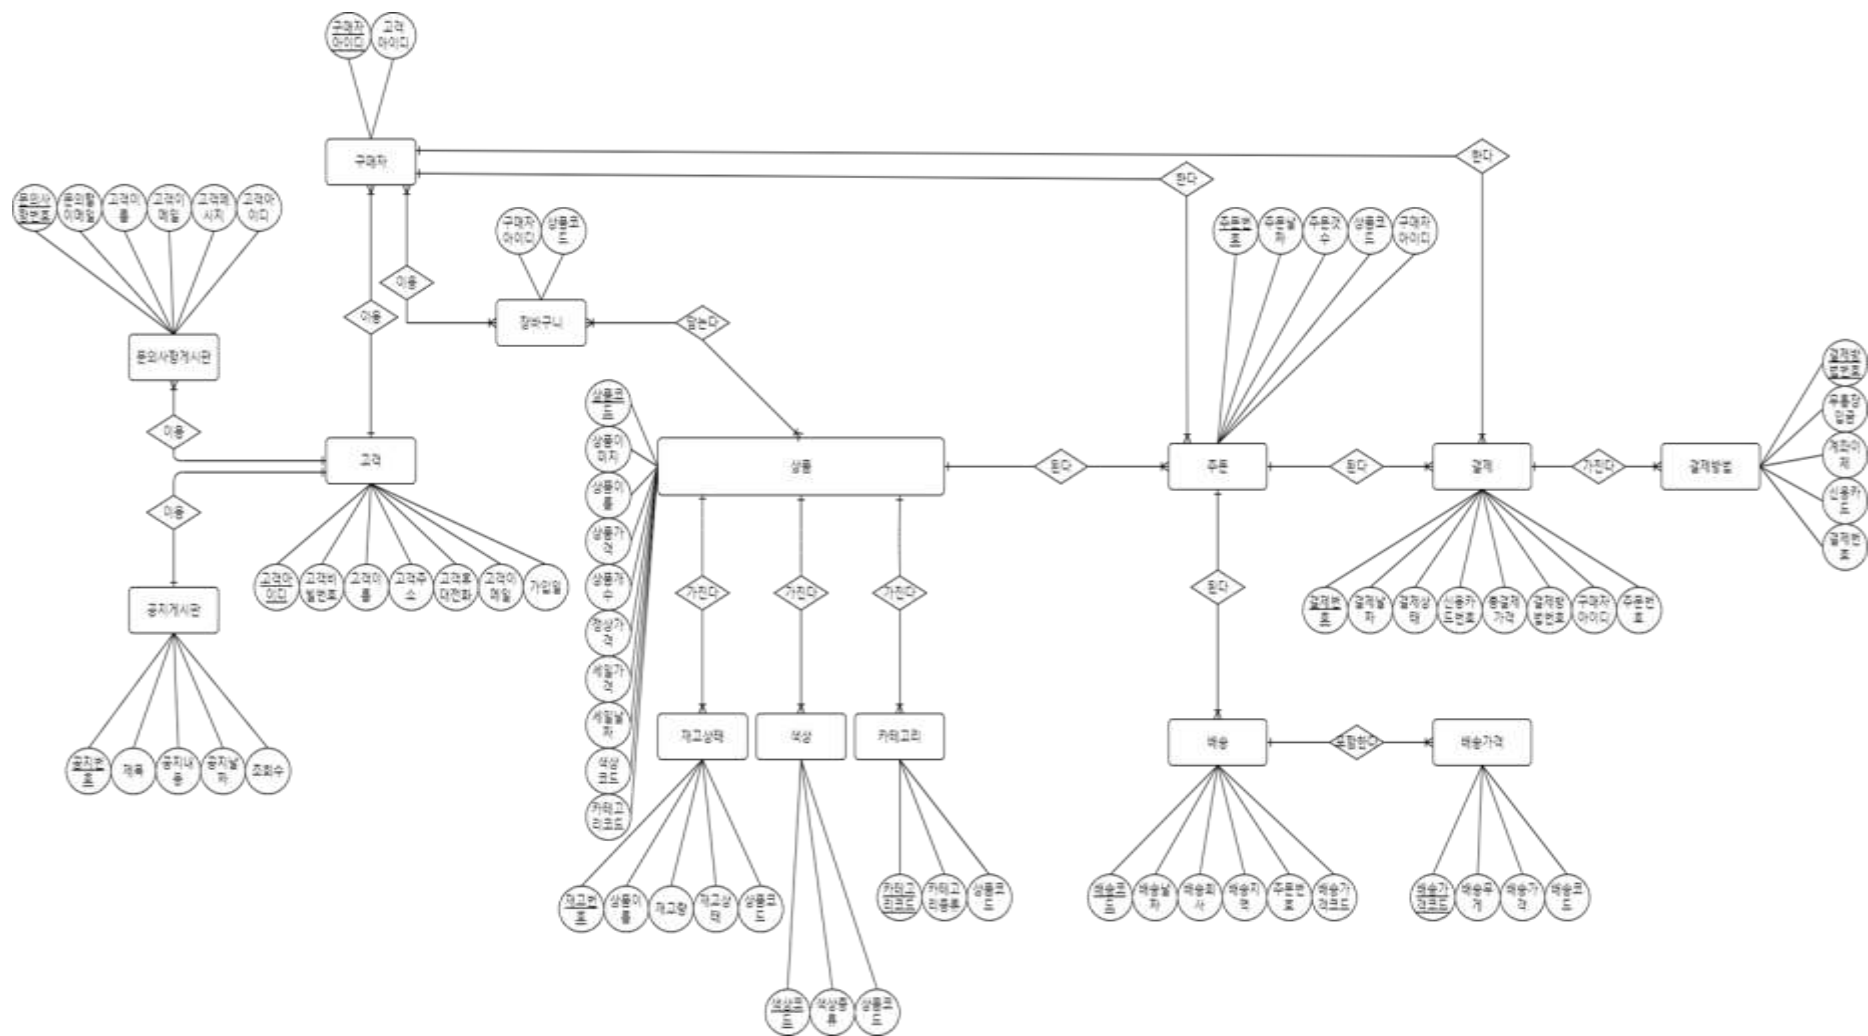 구매자
아이디
고객
아이디
구매자
한다
한다
문의사
항번호
고객이
름
고객이
메일
고객메
시지
고객아
이디
구매자
아이디
상품코
드
주문번
호
주문날
짜
주문갯
수
상품코
드
구매자
아이디
이용
이용
장바구니
담는다
문의사항게시판
이용
고객
이용
공지게시판
고객아
이디
고객비
밀번호
고객이
름
고객주
소
고객휴
대전화
고객이
메일
가입일
공지번
호
제목
공지내
용
공지날
짜
조회수
상품코
드
상품이
미지
상품이
름
상품가
격
상품개
수
정상가
격
세일가
격
세일날
짜
색상
코드
카테고
리코드
상품
된다
주문
된다
결제
가진다
결제방법
결제방
법번호
무통장
입금
계좌이
체
신용카
드
결제번
호
가진다
가진다
가진다
된다
결제번
호
결제날
짜
결제상
태
신용카
드번호
총결제
가격
결제방
법번호
구매자
아이디
주문번
호
재고상태
색상
카테고리
배송
포함한다
배송가격
재고번
호
상품이
름
재고량
재고상
태
상품코
드
카테고
리코드
카테고
리종류
상품코
드
배송코
드
배송날
짜
배송회
사
배송지
역
주문번
호
배송가
격코드
배송가
격코드
배송무
게
배송가
격
배송코
드
색상코
드
색상종
류
상품코
드